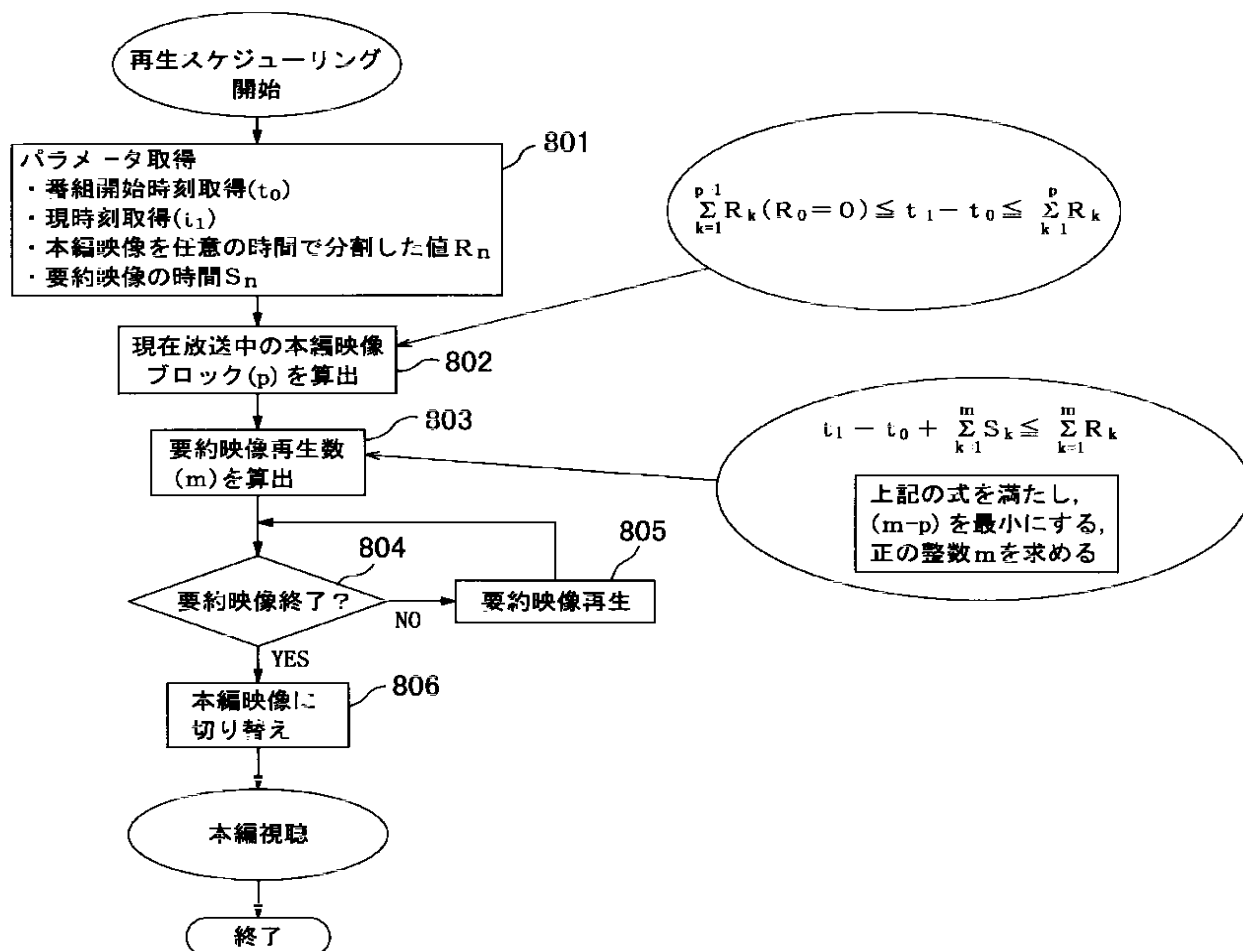 再生スケジューリング
開始
801
パラメータ取得
・番組開始時刻取得(t₀)
・現時刻取得(t₁)
・本編映像を任意の時間で分割した値Rₙ
・要約映像の時間Sₙ
p-1
Σ Rₖ(R₀=0) ≦ t₁ - t₀ ≦ Σ Rₖ
k=1
p
k=1
現在放送中の本編映像
ブロック(p)を算出
802
803
要約映像再生数
(m)を算出
m
t₁ - t₀ + Σ Sₖ ≦ Σ Rₖ
k=1
m
k=1
上記の式を満たし,
(m-p)を最小にする,
正の整数mを求める
804
805
要約映像終了?
NO
要約映像再生
YES
806
本編映像に
切り替え
本編視聴
終了